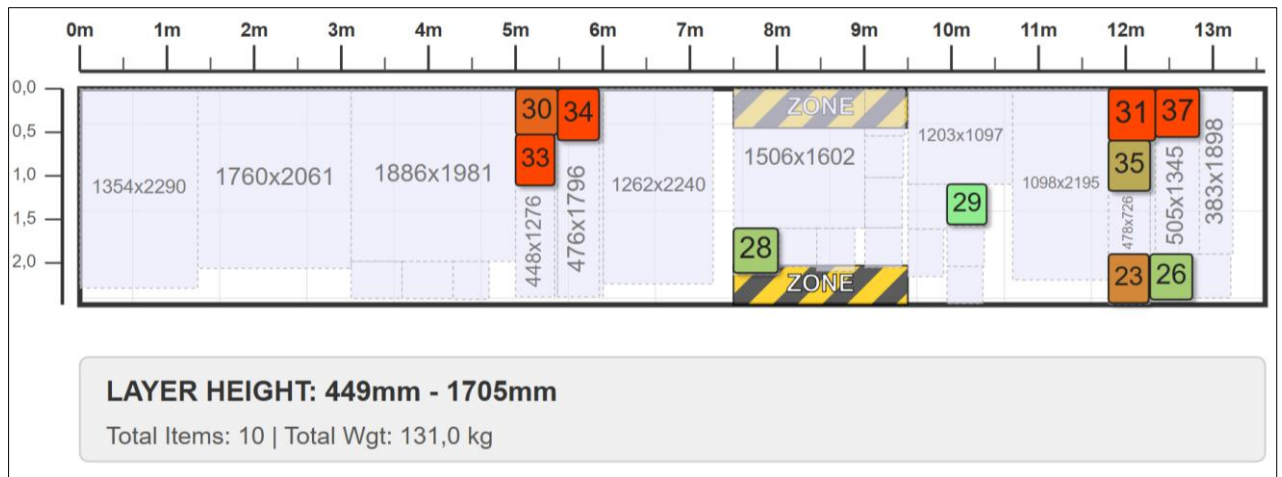 0m 1m 2m 3m 4m 5m 6m 7m 8m 9m 10m 11m 12m 13m
0,0
0,5
1,0
1,5
2,0
30 34 ZONE 31 37
33 35
1354x2290 1760x2061 1886x1981 448x1276 476x1796 1262x2240 1506x1602 1203x1097 1098x2195 478x726 505x1345 383x1898
29
28 23 26
ZONE
LAYER HEIGHT: 449mm - 1705mm
Total Items: 10 | Total Wgt: 131,0 kg